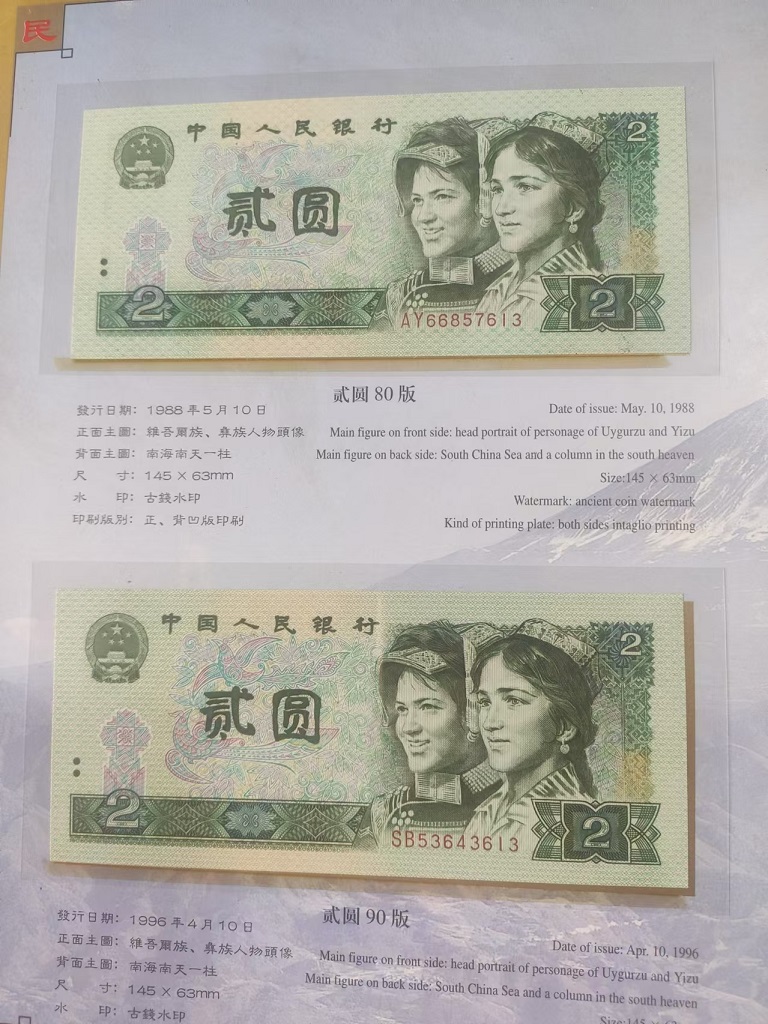 民
中国人民银行
2
贰圆
2
2
AY66857613
貳圆 80 版
發行日期: 1988 年 5 月 10 日
Date of issue: May. 10, 1988
正面主圖: 維吾爾族、彝族人物頭像
Main figure on front side: head portrait of personage of Uygurzu and Yizu
背面主圖: 南海南天一柱
Main figure on back side: South China Sea and a column in the south heaven
尺 寸: 145 × 63mm
Size:145 × 63mm
水 印: 古錢水印
Watermark: ancient coin watermark
印刷版別: 正、背凹版印刷
Kind of printing plate: both sides intaglio printing
中国人民银行
2
贰圆
2
2
SB53643613
貳圆 90 版
發行日期: 1996 年 4 月 10 日
Date of issue: Apr. 10, 1996
正面主圖: 維吾爾族、彝族人物頭像
Main figure on front side: head portrait of personage of Uygurzu and Yizu
背面主圖: 南海南天一柱
Main figure on back side: South China Sea and a column in the south heaven
尺 寸: 145 × 63mm
水 印: 古錢水印